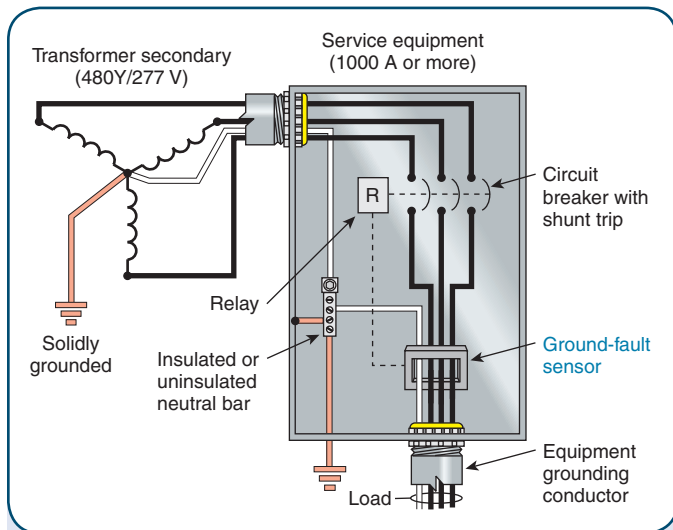 Transformer secondary
(480Y/277 V)
Service equipment
(1000 A or more)
R
Circuit
breaker with
shunt trip
Relay
Solidly
grounded
Insulated or
uninsulated
neutral bar
Ground-fault
sensor
Equipment
grounding
conductor
Load